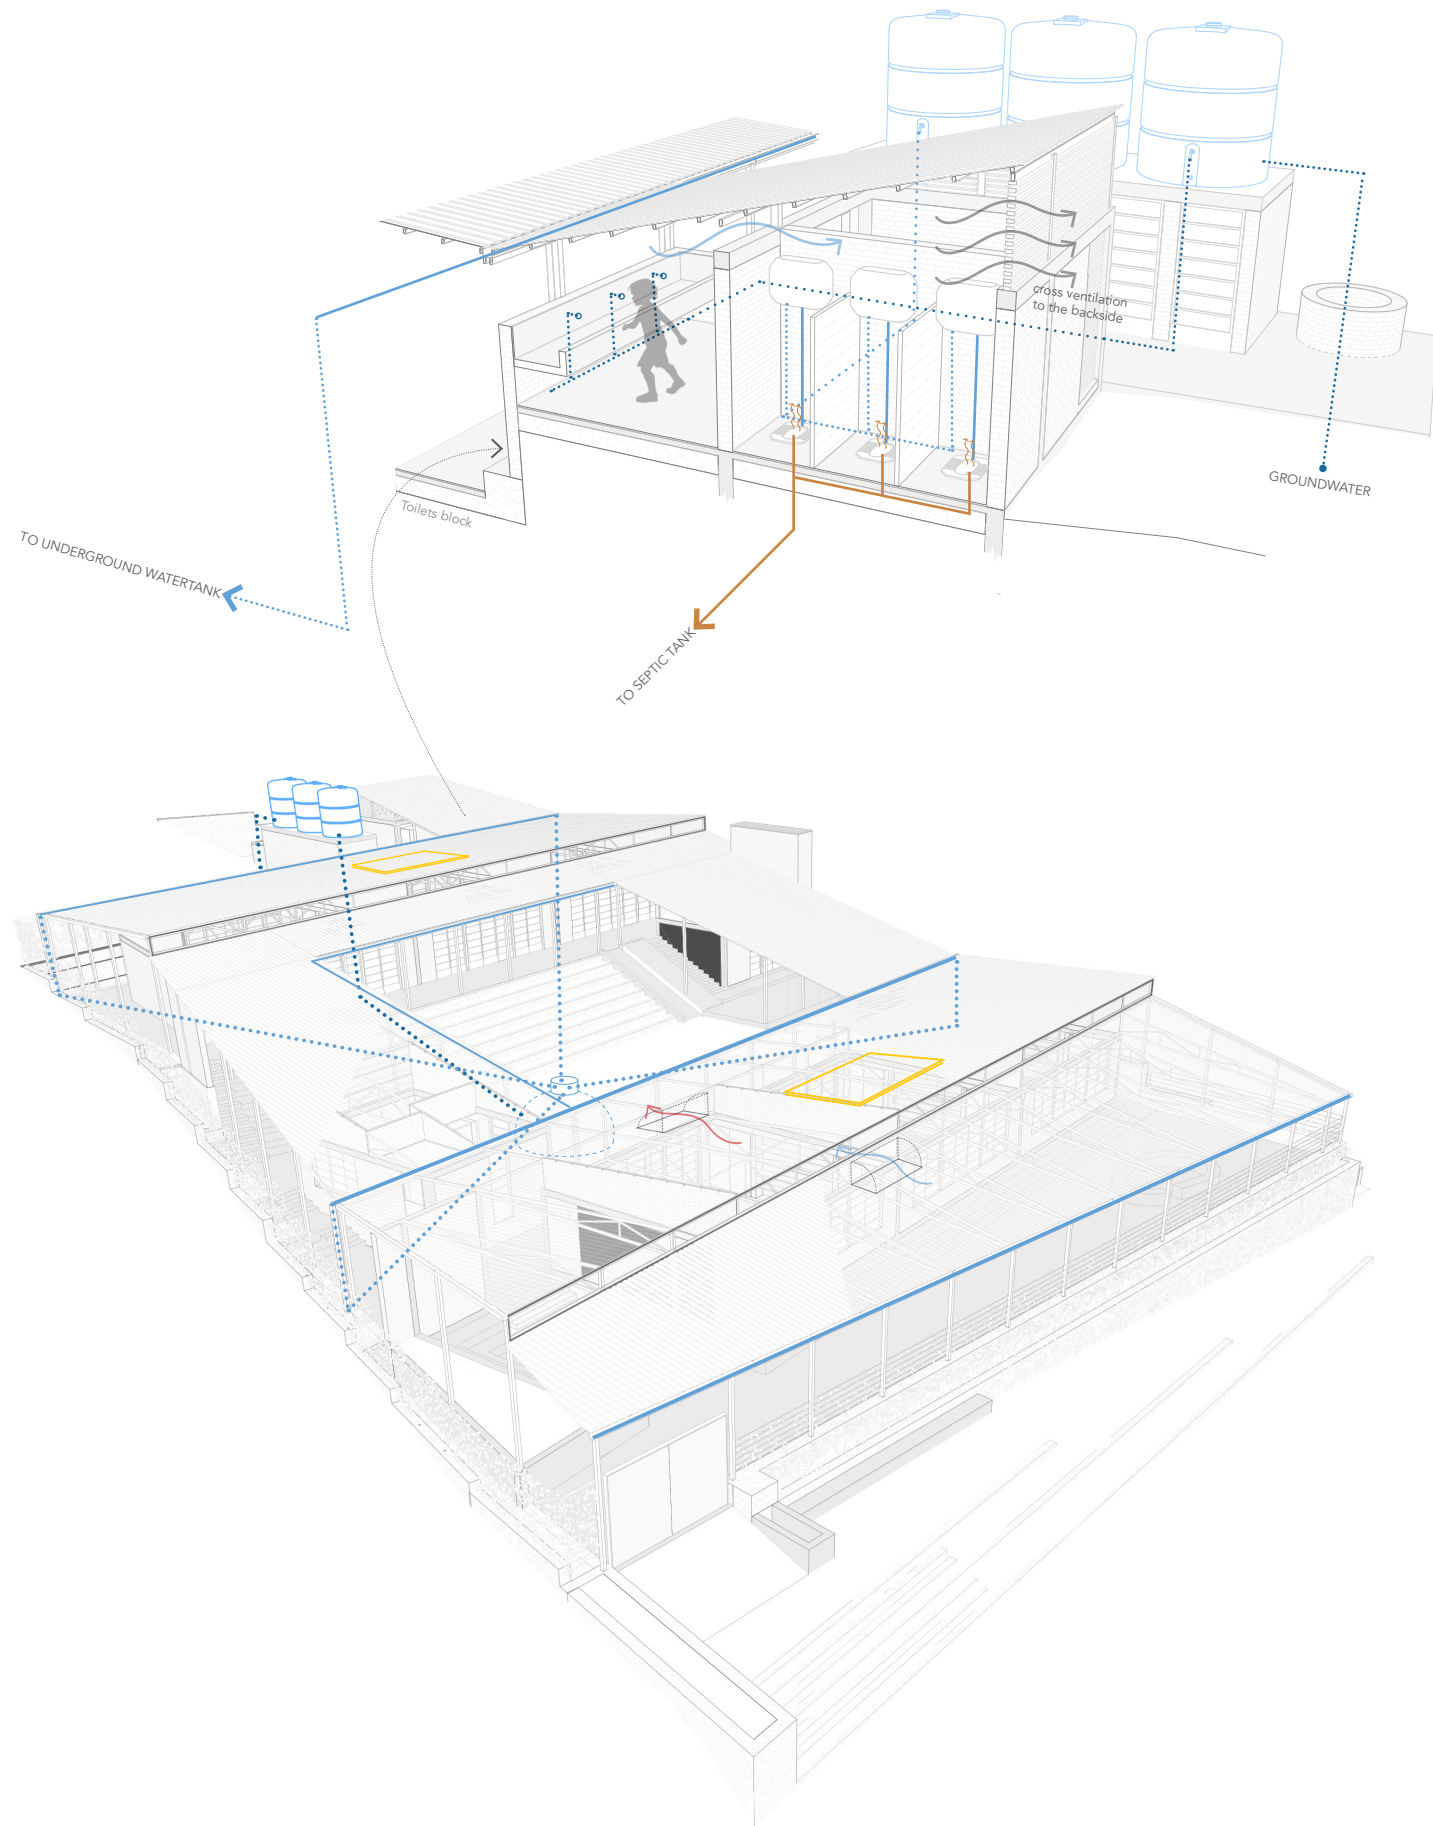 cross ventilation
to the backside
GROUNDWATER
Toilets block
TO UNDERGROUND WATERTANK
TO SEPTIC TANK